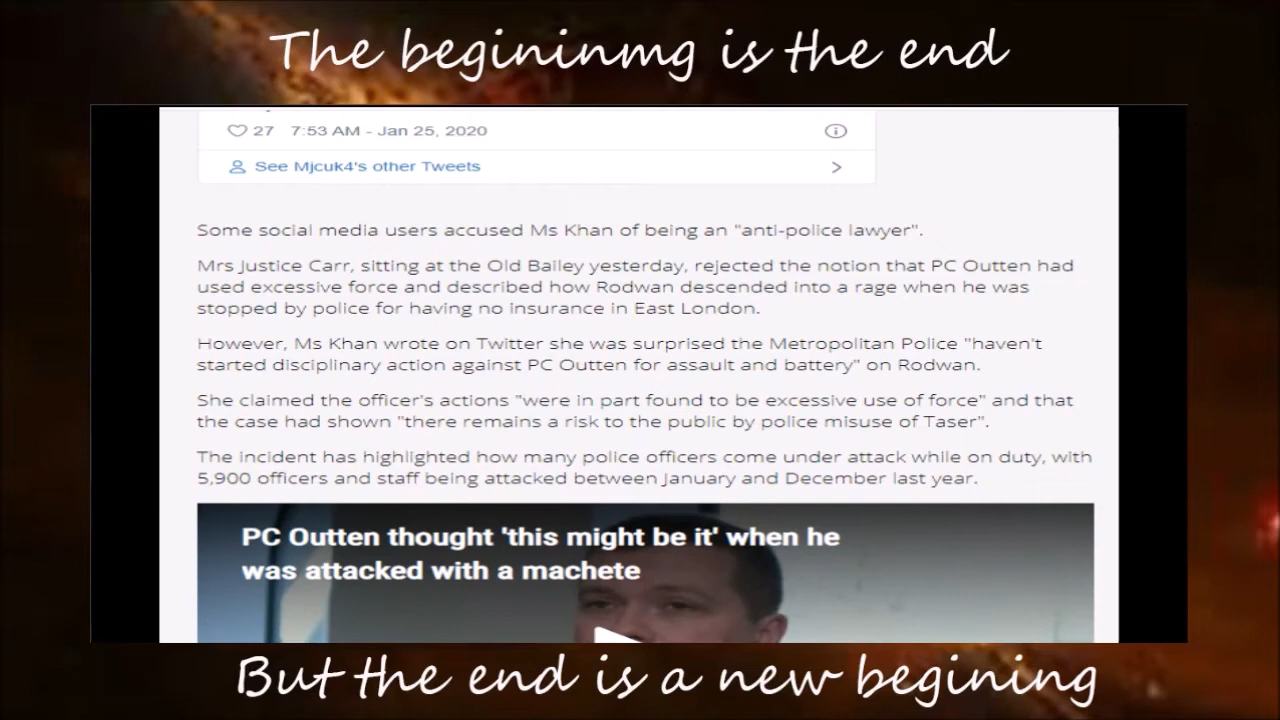 The begininmg is the end
27 7:53 AM - Jan 25, 2020
See Mjcuk4's other Tweets
Some social media users accused Ms Khan of being an "anti-police lawyer".
Mrs Justice Carr, sitting at the Old Bailey yesterday, rejected the notion that PC Outten had
used excessive force and described how Rodwan descended into a rage when he was
stopped by police for having no insurance in East London.
However, Ms Khan wrote on Twitter she was surprised the Metropolitan Police "haven't
started disciplinary action against PC Outten for assault and battery" on Rodwan.
She claimed the officer's actions "were in part found to be excessive use of force" and that
the case had shown "there remains a risk to the public by police misuse of Taser".
The incident has highlighted how many police officers come under attack while on duty, with
5,900 officers and staff being attacked between January and December last year.
PC Outten thought 'this might be it' when he
was attacked with a machete
But the end is a new begining